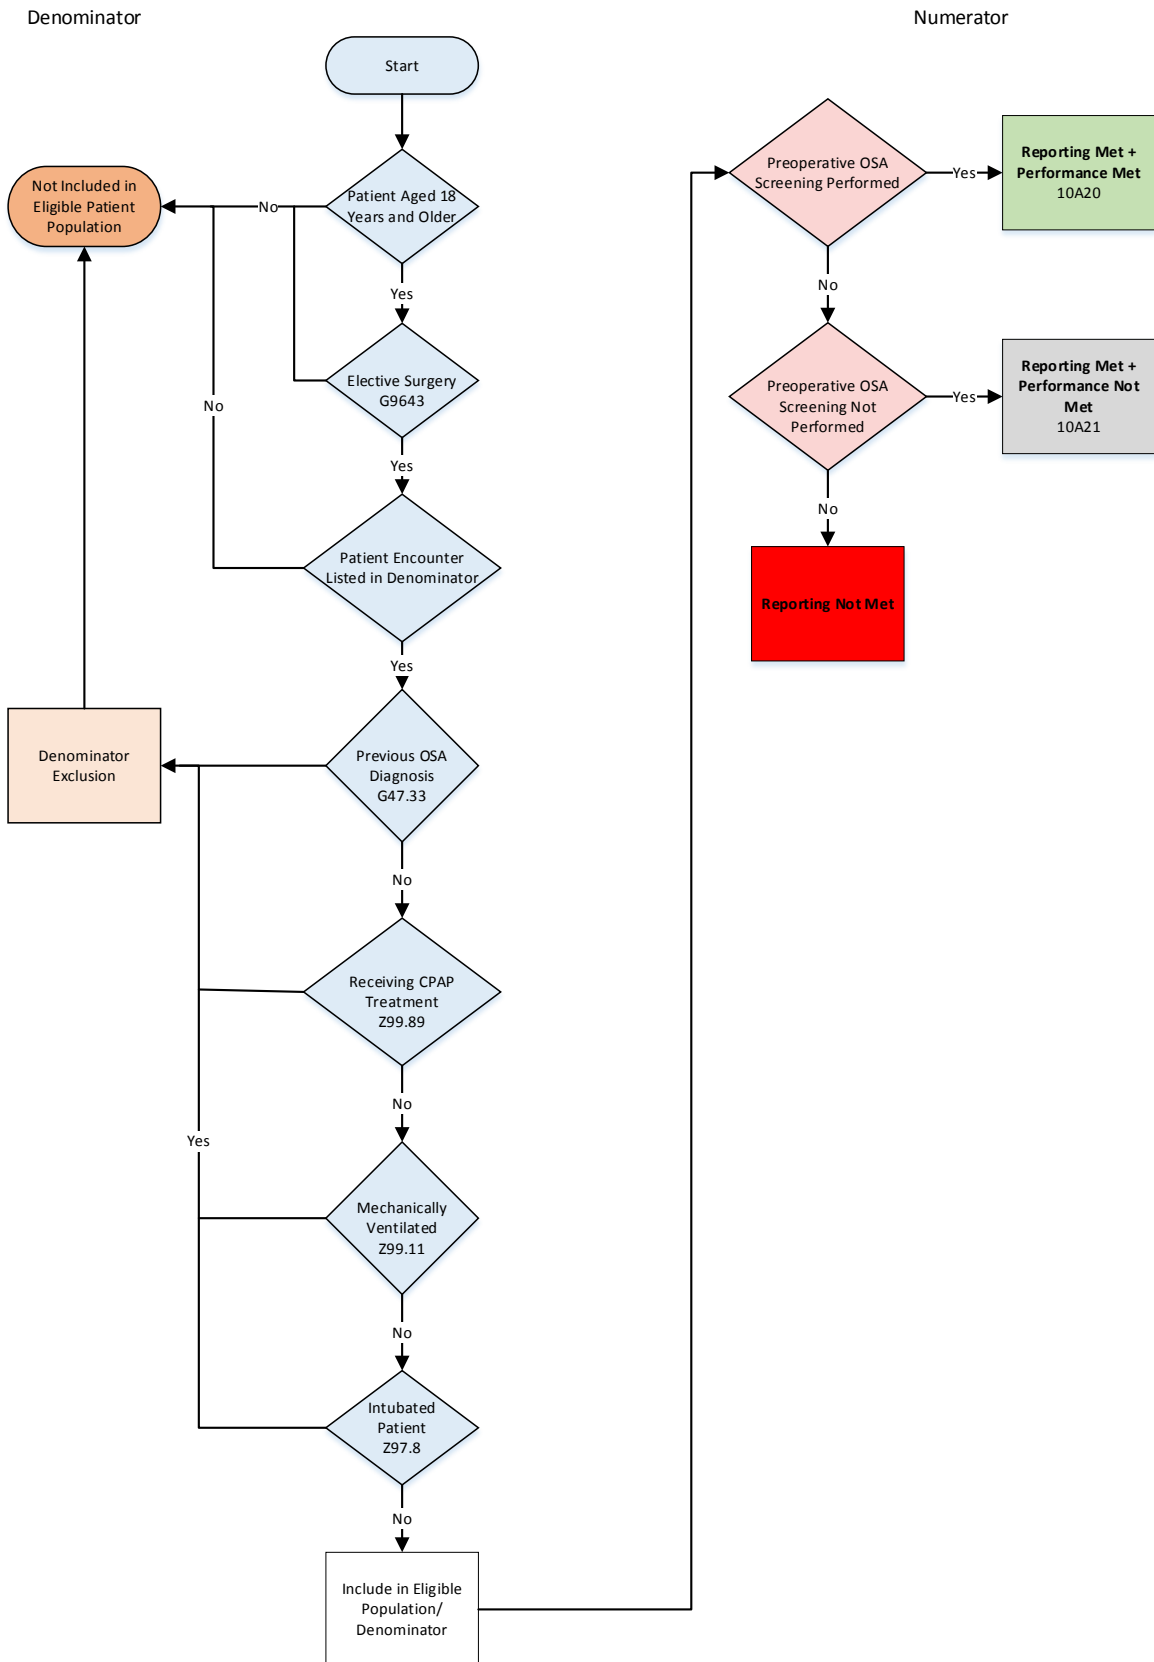 Denominator
Numerator
Start
Patient Aged 18
Years and Older
No
Not Included in
Eligible Patient
Population
Yes
Elective Surgery
G9643
No
Yes
Patient Encounter
Listed in Denominator
Yes
Previous OSA
Diagnosis
G47.33
Denominator
Exclusion
No
Receiving CPAP
Treatment
Z99.89
No
Yes
Mechanically
Ventilated
Z99.11
No
Intubated
Patient
Z97.8
No
Include in Eligible
Population/
Denominator
Preoperative OSA
Screening Performed
Yes
Reporting Met +
Performance Met
10A20
No
Preoperative OSA
Screening Not
Performed
Yes
Reporting Met +
Performance Not
Met
10A21
No
Reporting Not Met